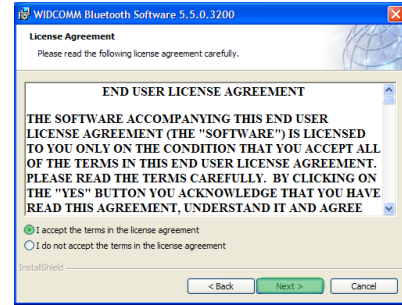 WIDCOMM Bluetooth Software 5.5.0.3200
License Agreement
Please read the following license agreement carefully.
END USER LICENSE AGREEMENT
THE SOFTWARE ACCOMPANYING THIS END USER
LICENSE AGREEMENT (THE "SOFTWARE") IS LICENSED
TO YOU ONLY ON THE CONDITION THAT YOU ACCEPT ALL
OF THE TERMS IN THIS END USER LICENSE AGREEMENT.
PLEASE READ THE TERMS CAREFULLY. BY CLICKING ON
THE "YES" BUTTON YOU ACKNOWLEDGE THAT YOU HAVE
READ THIS AGREEMENT, UNDERSTAND IT AND AGREE
I accept the terms in the license agreement
I do not accept the terms in the license agreement
InstallShield
< Back Next > Cancel